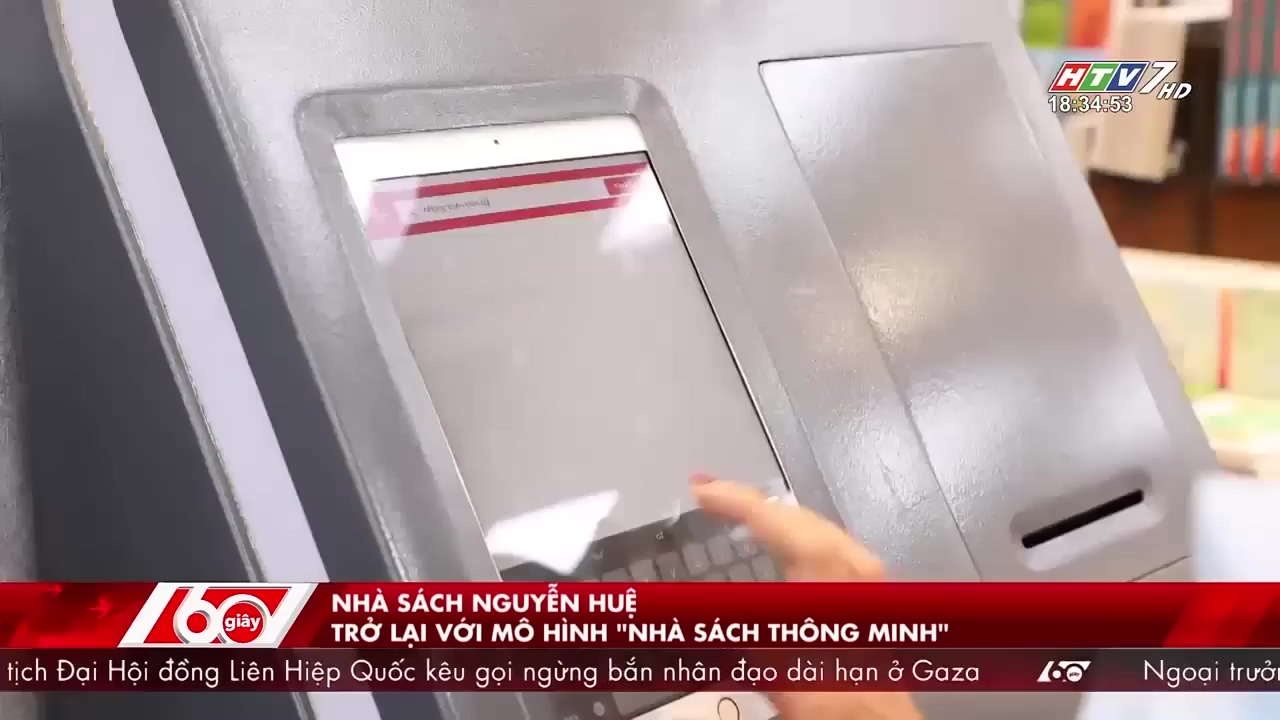 HTV7 HD
18:34:53
60 giây
NHÀ SÁCH NGUYỄN HUỆ
TRỞ LẠI VỚI MÔ HÌNH "NHÀ SÁCH THÔNG MINH"
tịch Đại Hội đồng Liên Hiệp Quốc kêu gọi ngừng bắn nhân đạo dài hạn ở Gaza 60 giây Ngoại trưở